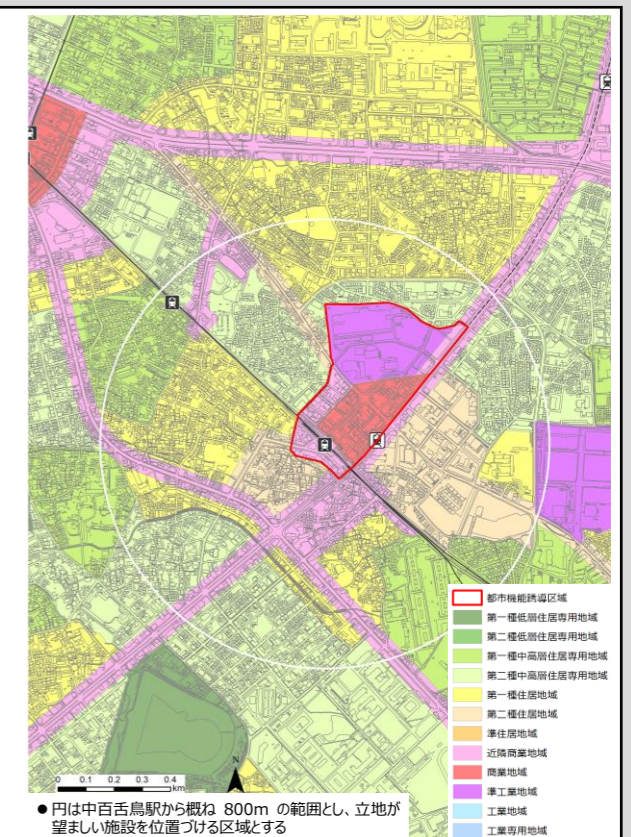 都市機能誘導区域
第一種低層住居専用地域
第二種低層住居専用地域
第一種中高層住居専用地域
第二種中高層住居専用地域
第一種住居地域
第二種住居地域
準住居地域
近隣商業地域
商業地域
準工業地域
工業地域
工業専用地域
N
0 0.1 0.2 0.3 0.4
km
●円は中百舌鳥駅から概ね 800m の範囲とし、立地が
望ましい施設を位置づける区域とする